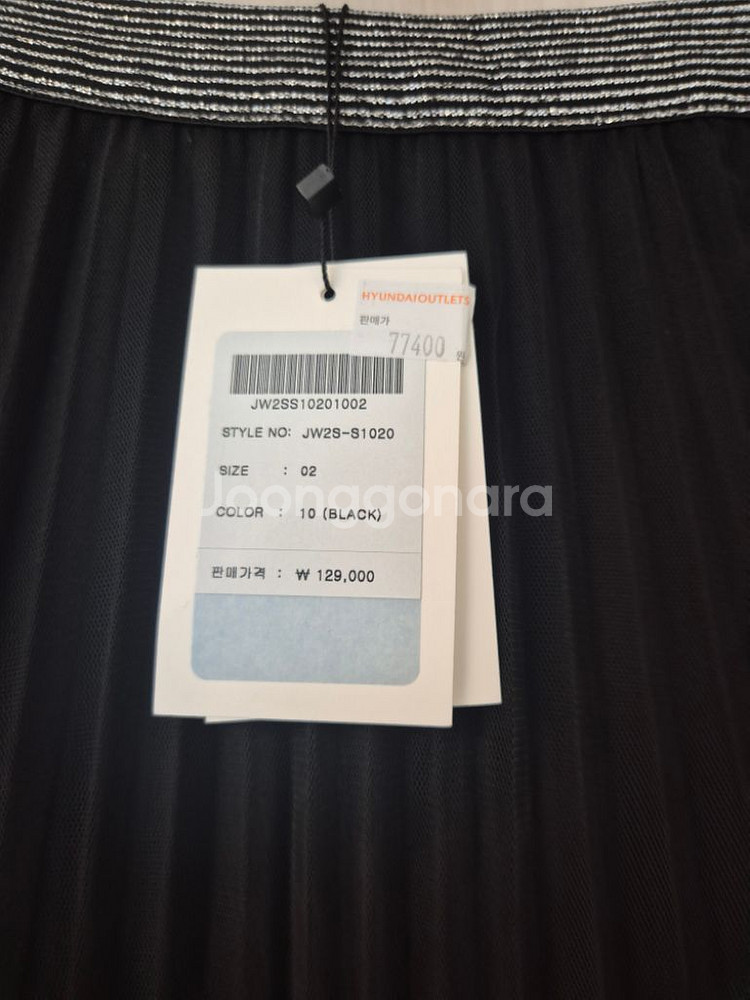 HYUNDAIOUTLETS
판매가
77400 원
JW2SS10201002
STYLE NO: JW2S-S1020
SIZE : 02
COLOR : 10 (BLACK)
판매가격 : ₩ 129,000
Joonggonara